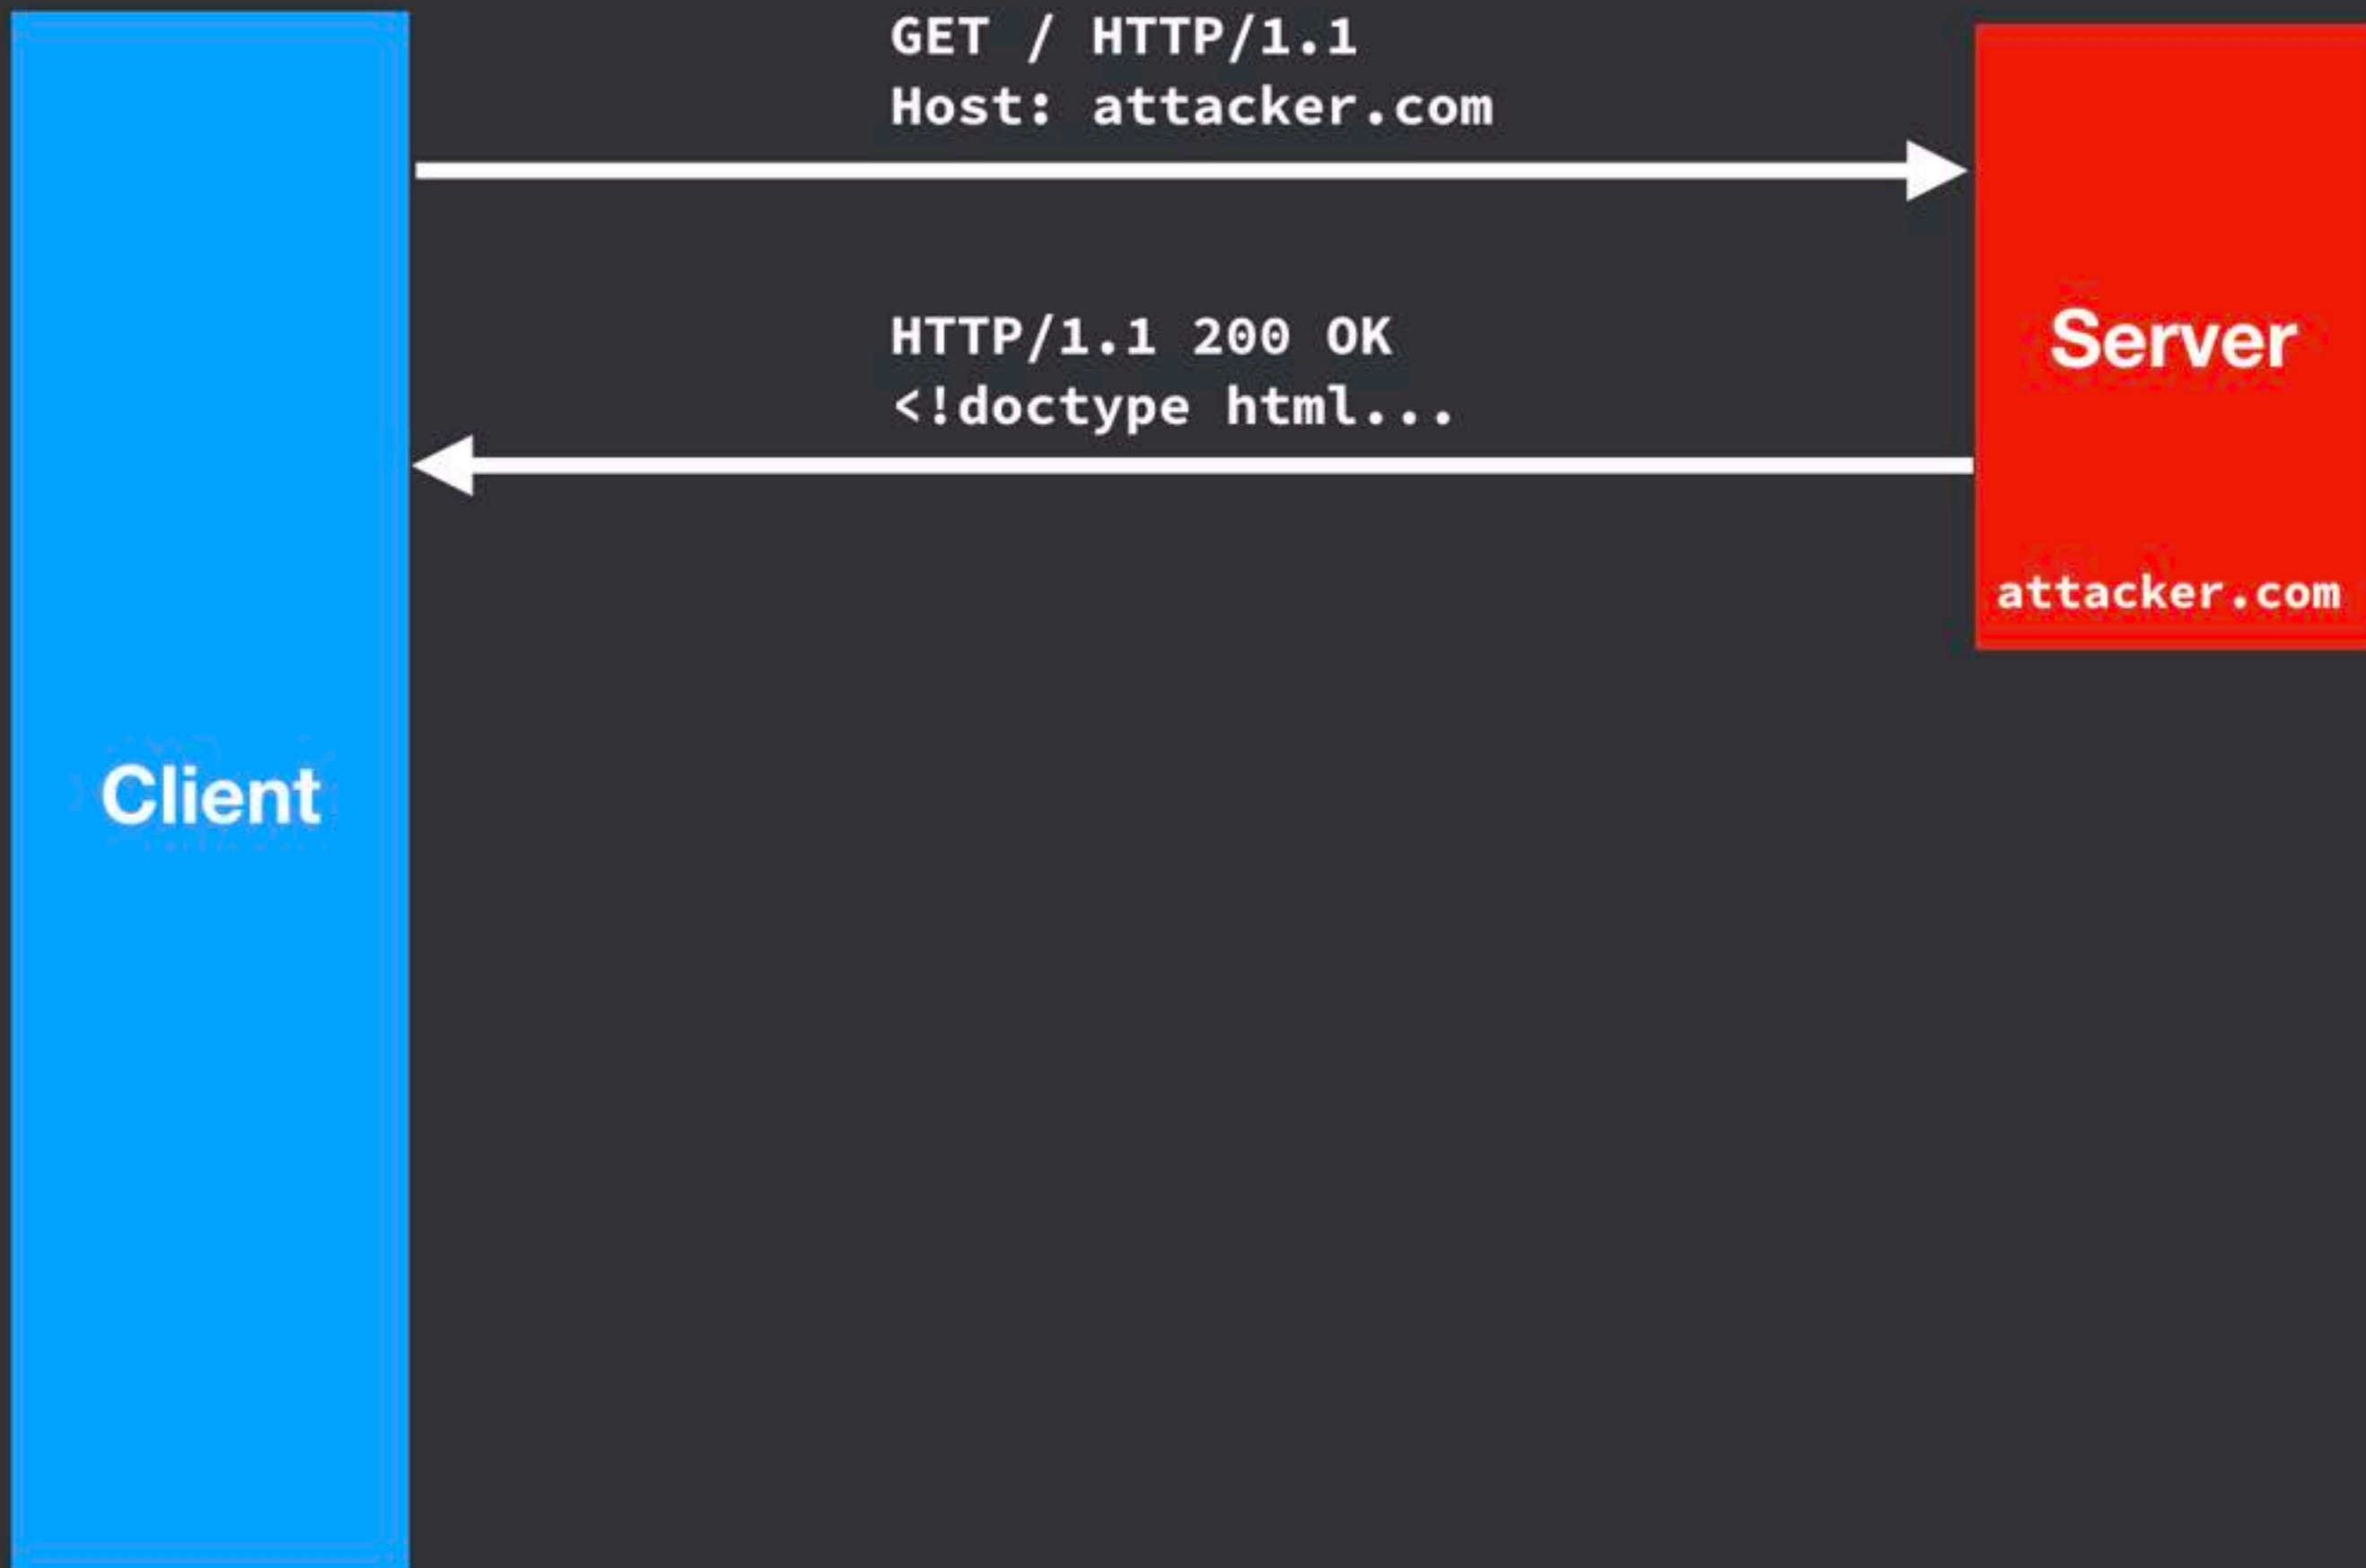 GET / HTTP/1.1
Host: attacker.com
HTTP/1.1 200 OK
<!doctype html...
Server
attacker.com
Client